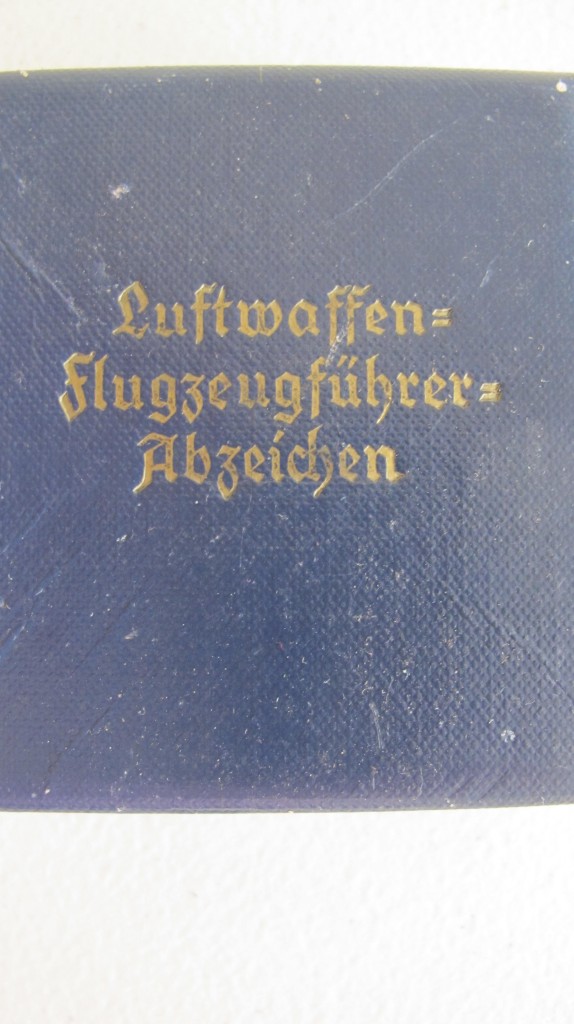 Luftwaffen=
Flugzeugführer=
Abzeichen